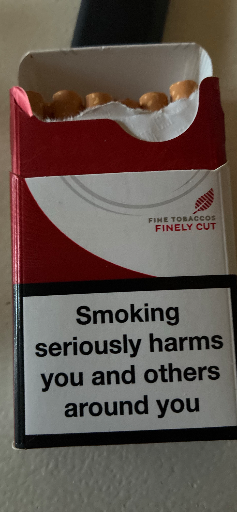 FINE TOBACCOS
FINELY CUT
Smoking
seriously harms
you and others
around you